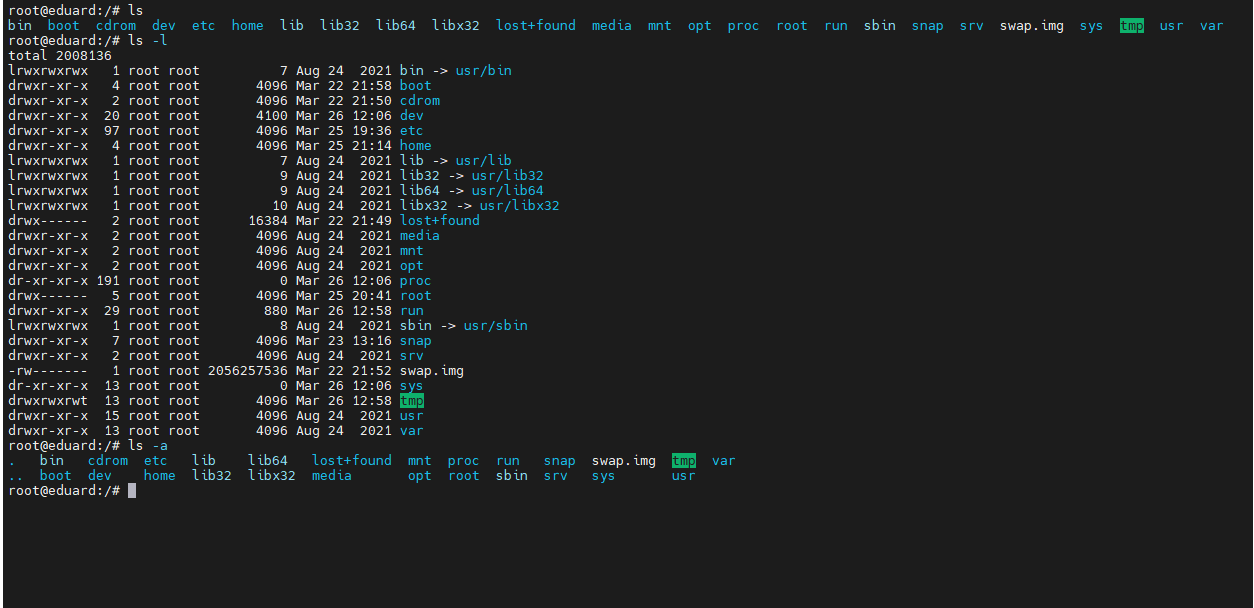 root@eduard:/# ls
bin  boot  cdrom  dev  etc  home  lib  lib32  lib64  libx32  lost+found  media  mnt  opt  proc  root  run  sbin  snap  srv  swap.img  sys  tmp  usr  var
root@eduard:/# ls -l
total 2008136
lrwxrwxrwx   1 root root          7 Aug 24  2021 bin -> usr/bin
drwxr-xr-x   4 root root       4096 Mar 22 21:58 boot
drwxr-xr-x   2 root root       4096 Mar 22 21:50 cdrom
drwxr-xr-x  20 root root       4100 Mar 26 12:06 dev
drwxr-xr-x  97 root root       4096 Mar 25 19:36 etc
drwxr-xr-x   4 root root       4096 Mar 25 21:14 home
lrwxrwxrwx   1 root root          7 Aug 24  2021 lib -> usr/lib
lrwxrwxrwx   1 root root          9 Aug 24  2021 lib32 -> usr/lib32
lrwxrwxrwx   1 root root          9 Aug 24  2021 lib64 -> usr/lib64
lrwxrwxrwx   1 root root         10 Aug 24  2021 libx32 -> usr/libx32
drwx------   2 root root      16384 Mar 22 21:49 lost+found
drwxr-xr-x   2 root root       4096 Aug 24  2021 media
drwxr-xr-x   2 root root       4096 Aug 24  2021 mnt
drwxr-xr-x   2 root root       4096 Aug 24  2021 opt
dr-xr-xr-x 191 root root          0 Mar 26 12:06 proc
drwx------   5 root root       4096 Mar 25 20:41 root
drwxr-xr-x  29 root root        880 Mar 26 12:58 run
lrwxrwxrwx   1 root root          8 Aug 24  2021 sbin -> usr/sbin
drwxr-xr-x   7 root root       4096 Mar 23 13:16 snap
drwxr-xr-x   2 root root       4096 Aug 24  2021 srv
-rw-------   1 root root 2056257536 Mar 22 21:52 swap.img
dr-xr-xr-x  13 root root          0 Mar 26 12:06 sys
drwxrwxrwt  13 root root       4096 Mar 26 12:58 tmp
drwxr-xr-x  15 root root       4096 Aug 24  2021 usr
drwxr-xr-x  13 root root       4096 Aug 24  2021 var
root@eduard:/# ls -a
.   bin   cdrom  etc   lib    lib64   lost+found  mnt  proc  run   snap  swap.img  tmp  var
..  boot  dev    home  lib32  libx32  media       opt  root  sbin  srv   sys       usr
root@eduard:/#